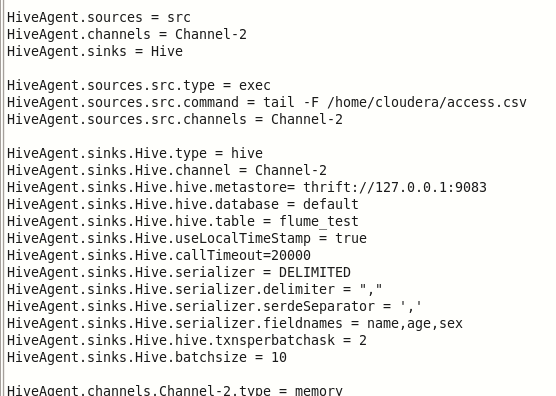 HiveAgent.sources = src
HiveAgent.channels = Channel-2
HiveAgent.sinks = Hive
HiveAgent.sources.src.type = exec
HiveAgent.sources.src.command = tail -F /home/cloudera/access.csv
HiveAgent.sources.src.channels = Channel-2
HiveAgent.sinks.Hive.type = hive
HiveAgent.sinks.Hive.channel = Channel-2
HiveAgent.sinks.Hive.hive.metastore= thrift://127.0.0.1:9083
HiveAgent.sinks.Hive.hive.database = default
HiveAgent.sinks.Hive.hive.table = flume_test
HiveAgent.sinks.Hive.useLocalTimeStamp = true
HiveAgent.sinks.Hive.callTimeout=20000
HiveAgent.sinks.Hive.serializer = DELIMITED
HiveAgent.sinks.Hive.serializer.delimiter = ","
HiveAgent.sinks.Hive.serializer.serdeSeparator = ','
HiveAgent.sinks.Hive.serializer.fieldnames = name,age,sex
HiveAgent.sinks.Hive.hive.txnsperbatchask = 2
HiveAgent.sinks.Hive.batchsize = 10
HiveAgent.channels.Channel-2.type = memory